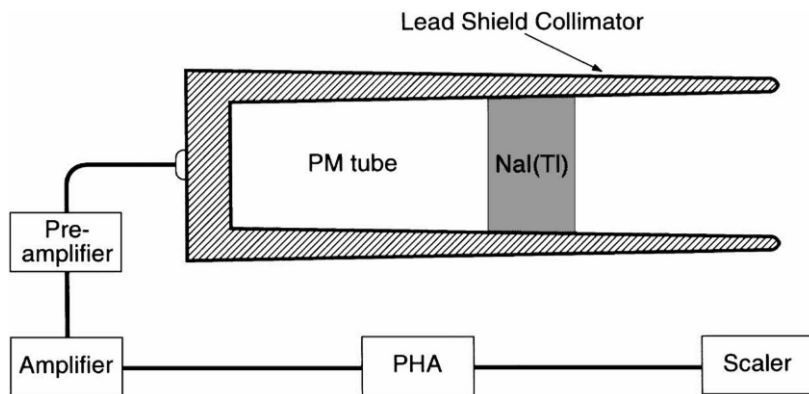 Lead Shield Collimator
PM tube
NaI(Tl)
Pre-
amplifier
Amplifier
PHA
Scaler